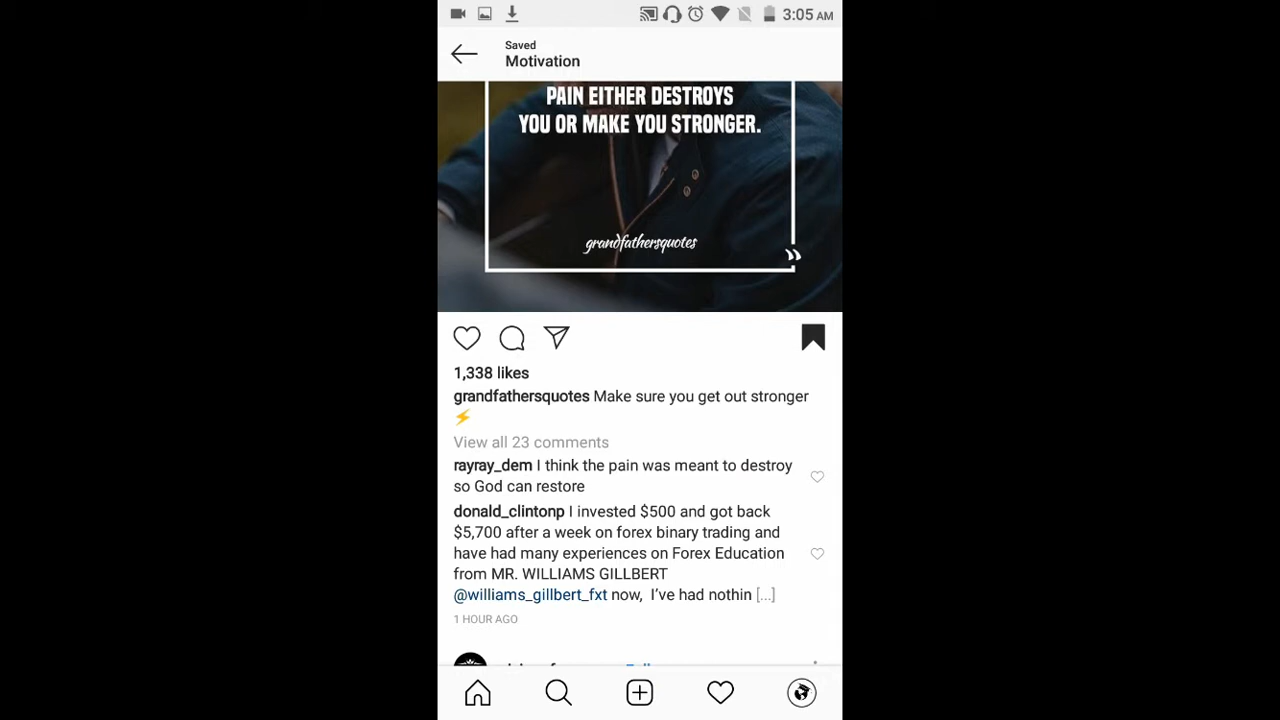 3:05 AM
Saved
Motivation
PAIN EITHER DESTROYS
YOU OR MAKE YOU STRONGER.
grandfathersquotes
1,338 likes
grandfathersquotes Make sure you get out stronger
⚡
View all 23 comments
rayray_dem I think the pain was meant to destroy
so God can restore
donald_clintonp I invested $500 and got back
$5,700 after a week on forex binary trading and
have had many experiences on Forex Education
from MR. WILLIAMS GILLBERT
@williams_gillbert_fxt now, I've had nothin [...]
1 HOUR AGO